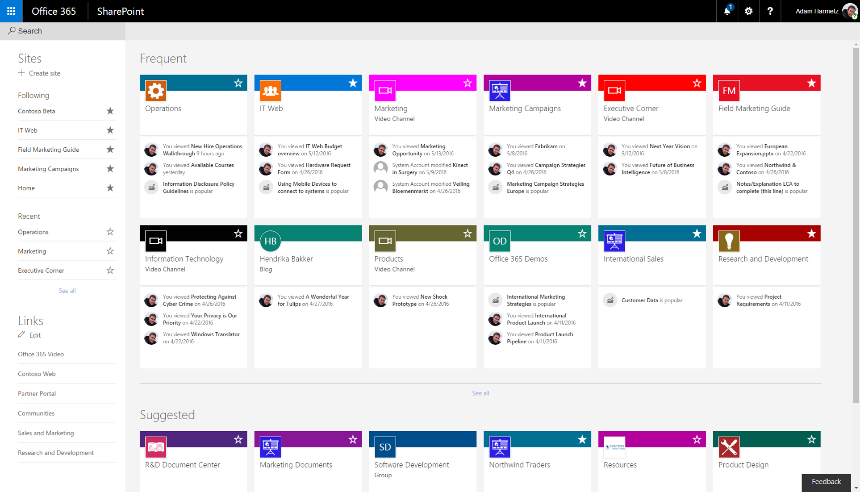 Office 365
SharePoint
1
?
Adam Harmetz
Search
Sites
Create site
Following
Contoso Beta
IT Web
Field Marketing Guide
Marketing Campaigns
Home
Recent
Operations
Marketing
Executive Corner
See all
Links
Edit
Office 365 Video
Contoso Web
Partner Portal
Communities
Sales and Marketing
Research and Development
Frequent
Operations
You viewed New Hire Operations
Walkthrough 9 hours ago
You viewed Available Courses
yesterday
Information Disclosure Policy
Guidelines is popular
IT Web
You viewed IT Web Budget
overview on 5/12/2016
You viewed Hardware Request
Form on 4/26/2016
Using Mobile Devices to
connect to systems is popular
Marketing
Video Channel
You viewed Marketing
Opportunity on 5/13/2016
System Account modified Kinect
in Surgery on 5/9/2016
System Account modified Veiling
Bloemenmarkt on 4/26/2016
Marketing Campaigns
You viewed Fabrikam on
5/8/2016
You viewed Campaign Strategies
Q4 on 4/26/2016
Marketing Campaign Strategies
Europe is popular
Executive Corner
Video Channel
You viewed Next Year Vision on
5/12/2016
You viewed Future of Business
Intelligence on 5/8/2016
FM
Field Marketing Guide
You viewed European
Expansion.pptx on 4/22/2016
You viewed Northwind &
Contoso on 4/26/2016
Notes/Explanation LCA to
complete (this line) is popular
Information Technology
Video Channel
You viewed Protecting Against
Cyber Crime on 4/26/2016
You viewed Your Privacy is Our
Priority on 4/22/2016
You viewed Windows Translator
on 4/22/2016
HB
Hendrika Bakker
Blog
You viewed A Wonderful Year
for Tulips on 4/27/2016
Products
Video Channel
You viewed New Shock
Prototype on 4/26/2016
OD
Office 365 Demos
International Marketing
Strategies is popular
You viewed International
Product Launch on 4/11/2016
You viewed Product Launch
Pipeline on 4/11/2016
International Sales
Customer Data is popular
Research and Development
You viewed Project
Requirements on 4/11/2016
See all
Suggested
R&D Document Center
Marketing Documents
SD
Software Development
Group
Northwind Traders
Resources
Product Design
Feedback